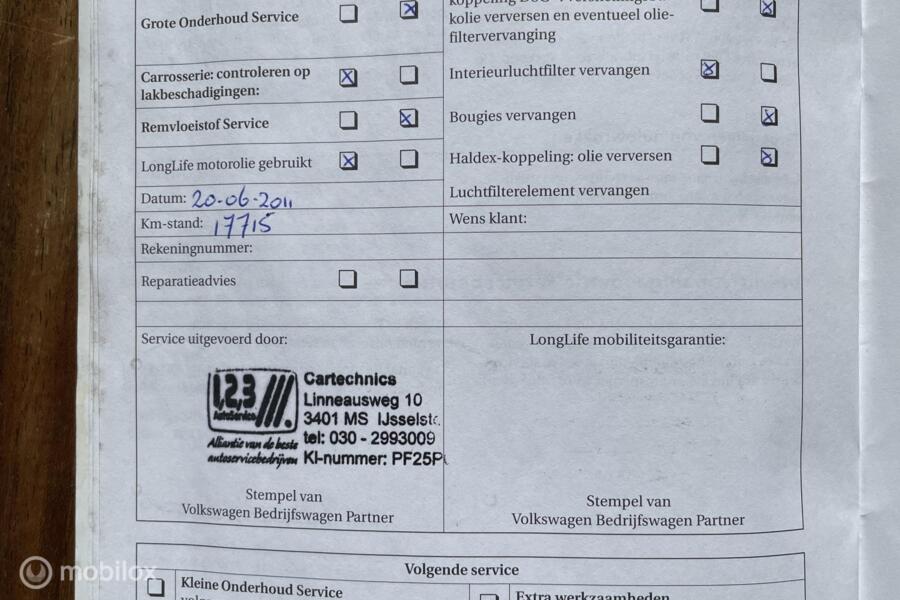 Grote Onderhoud Service
Carrosserie: controleren op
lakbeschadigingen:
Remvloeistof Service
LongLife motorolie gebruikt
Datum: 20-06-2011
Km-stand: 17715
Rekeningnummer:
Reparatieadvies
kolie verversen en eventueel olie-
filtervervanging
Interieurluchtfilter vervangen
Bougies vervangen
Haldex-koppeling: olie verversen
Luchtfilterelement vervangen
Wens klant:
Service uitgevoerd door:
1,2,3
AutoService
Alliantie van de beste
autoservicebedrijven
Cartechnics
Linneausweg 10
3401 MS IJsselst
tel: 030 - 2993009
KI-nummer: PF25P
Stempel van
Volkswagen Bedrijfswagen Partner
LongLife mobiliteitsgarantie:
Stempel van
Volkswagen Bedrijfswagen Partner
Volgende service
Kleine Onderhoud Service
Extra werkzaamheden
mobilox